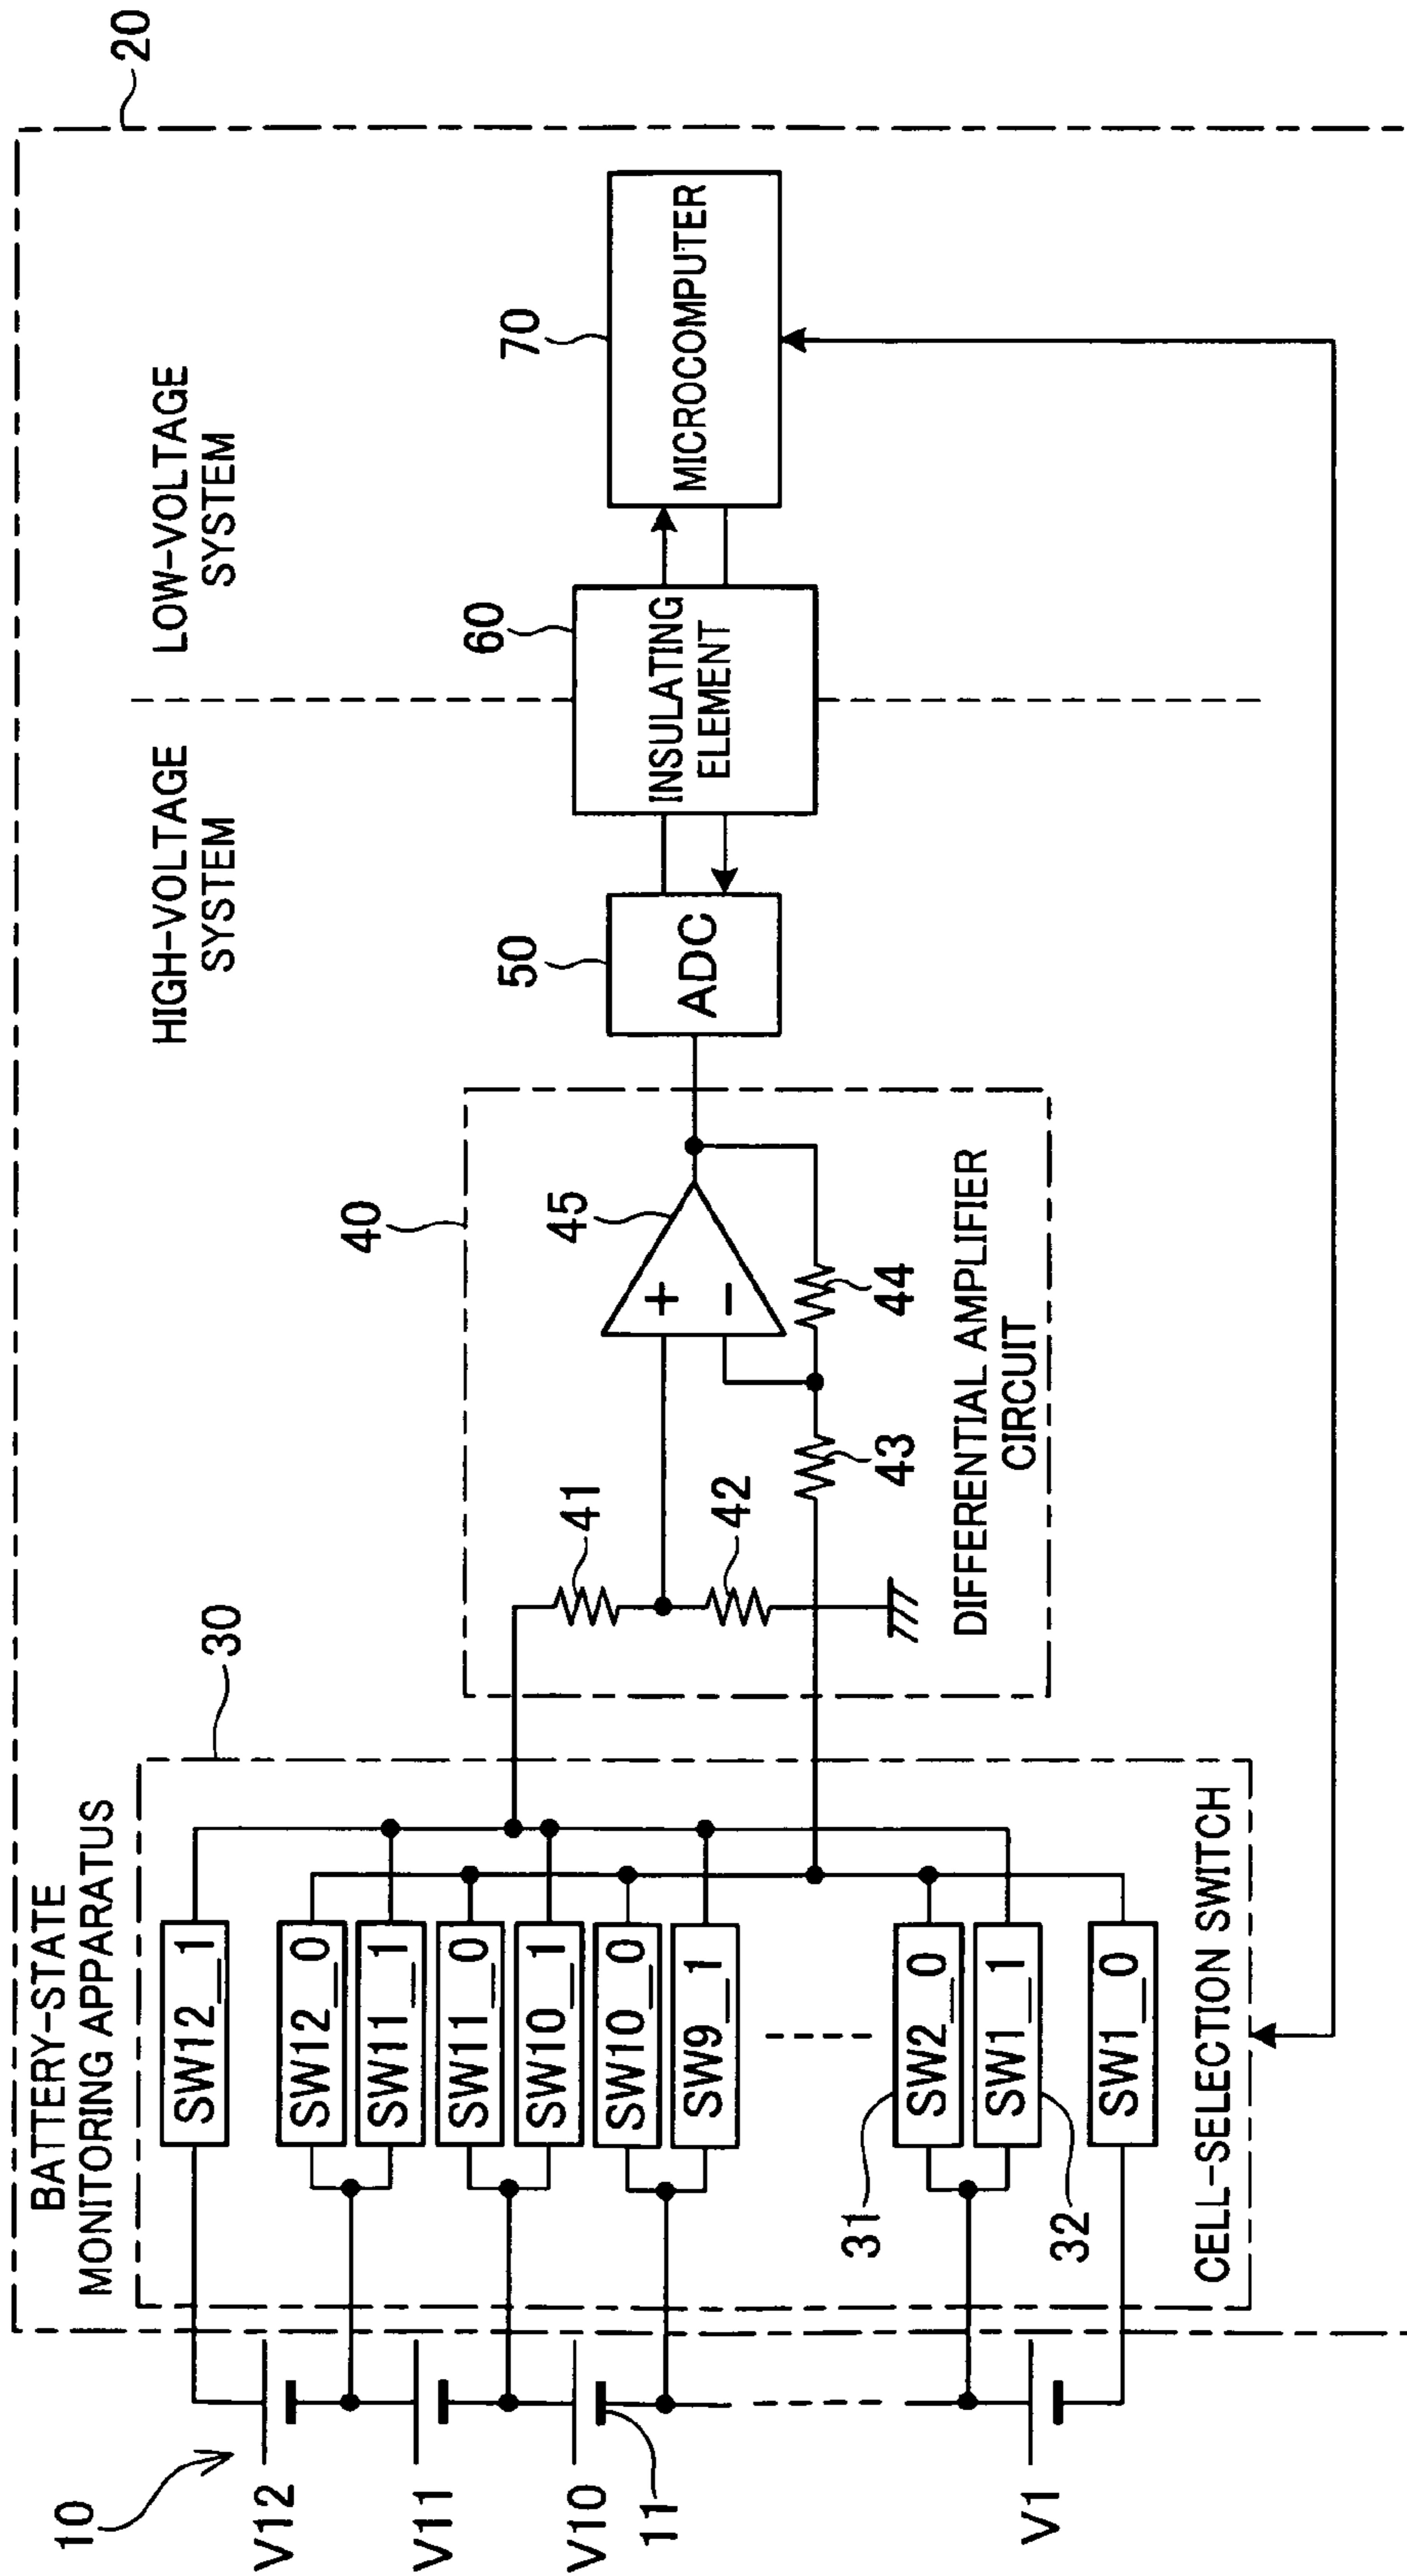 20
BATTERY-STATE
MONITORING APPARATUS
HIGH-VOLTAGE
SYSTEM
LOW-VOLTAGE
SYSTEM
10
30
40
50
60
70
V12
V11
V10
11
V1
SW12_1
SW12_0
SW11_1
SW11_0
SW10_1
SW10_0
SW9_1
31
SW2_0
SW1_1
32
SW1_0
CELL-SELECTION SWITCH
41
42
43
44
45
+
−
DIFFERENTIAL AMPLIFIER
CIRCUIT
ADC
INSULATING
ELEMENT
MICROCOMPUTER